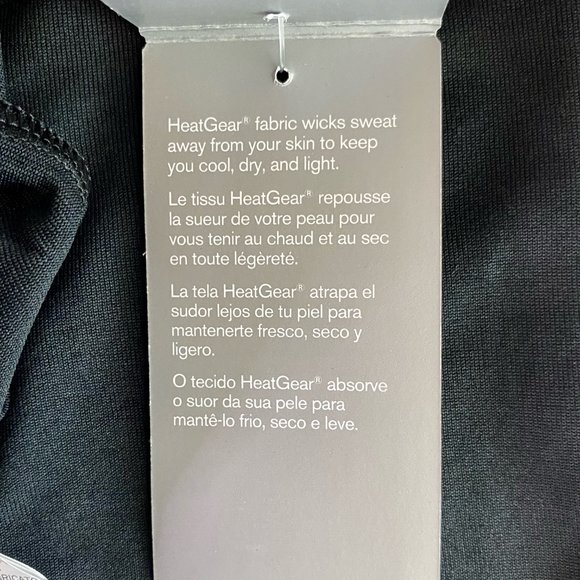 HeatGear® fabric wicks sweat
away from your skin to keep
you cool, dry, and light.
Le tissu HeatGear® repousse
la sueur de votre peau pour
vous tenir au chaud et au sec
en toute légèreté.
La tela HeatGear® atrapa el
sudor lejos de tu piel para
mantenerte fresco, seco y
ligero.
O tecido HeatGear® absorve
o suor da sua pele para
mantê-lo frio, seco e leve.